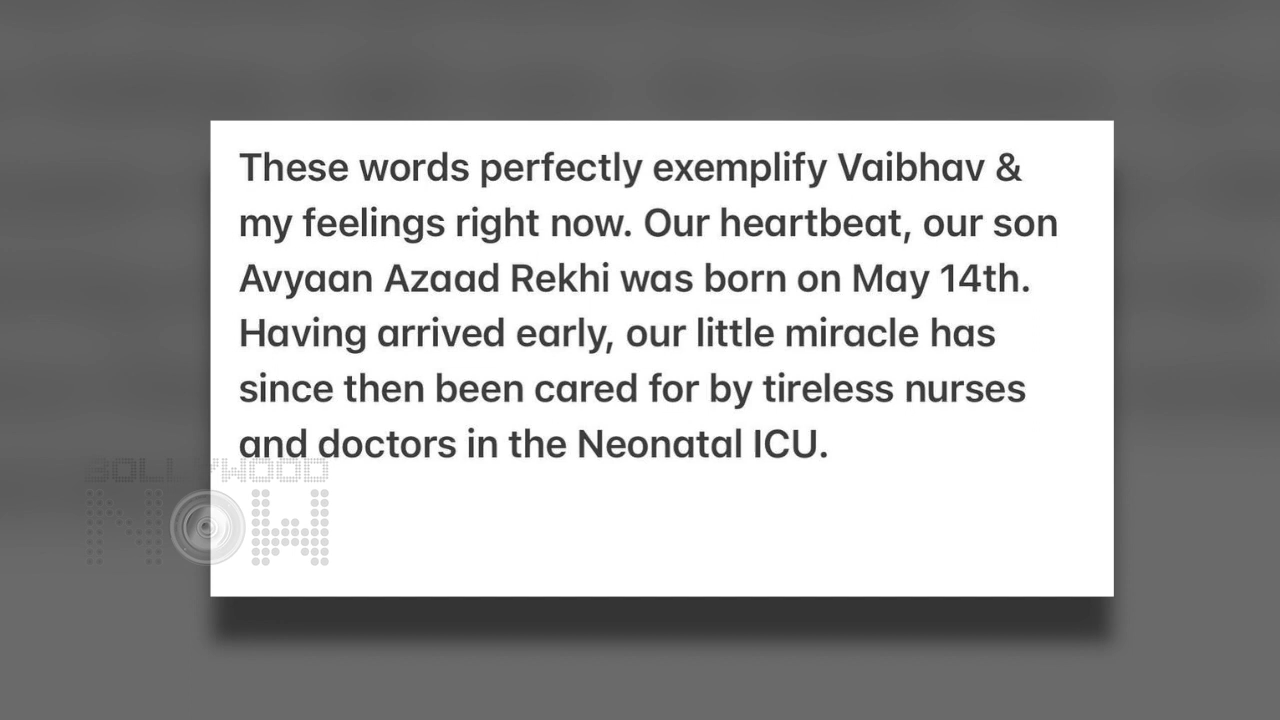 These words perfectly exemplify Vaibhav &
my feelings right now. Our heartbeat, our son
Avyaan Azaad Rekhi was born on May 14th.
Having arrived early, our little miracle has
since then been cared for by tireless nurses
and doctors in the Neonatal ICU.
BOLLYWOOD
NOW